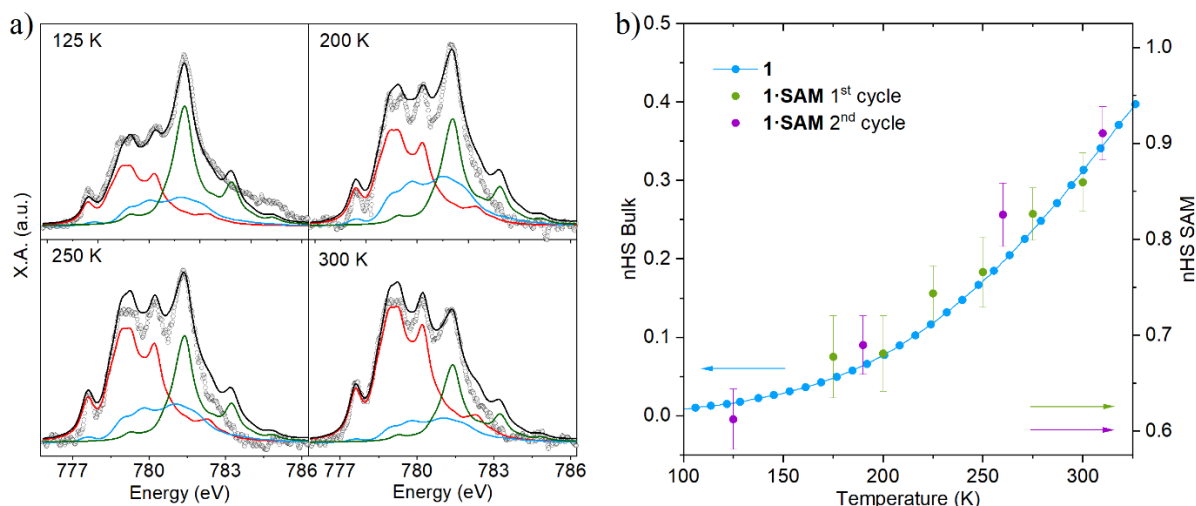 a)
125 K
200 K
250 K
300 K
X.A. (a.u.)
777 780 783 786
777 780 783 786
Energy (eV)
Energy (eV)
b)
0.5
0.4
0.3
0.2
0.1
0.0
nHS Bulk
1
1·SAM 1st cycle
1·SAM 2nd cycle
1.0
0.9
0.8
0.7
0.6
nHS SAM
100 150 200 250 300
Temperature (K)